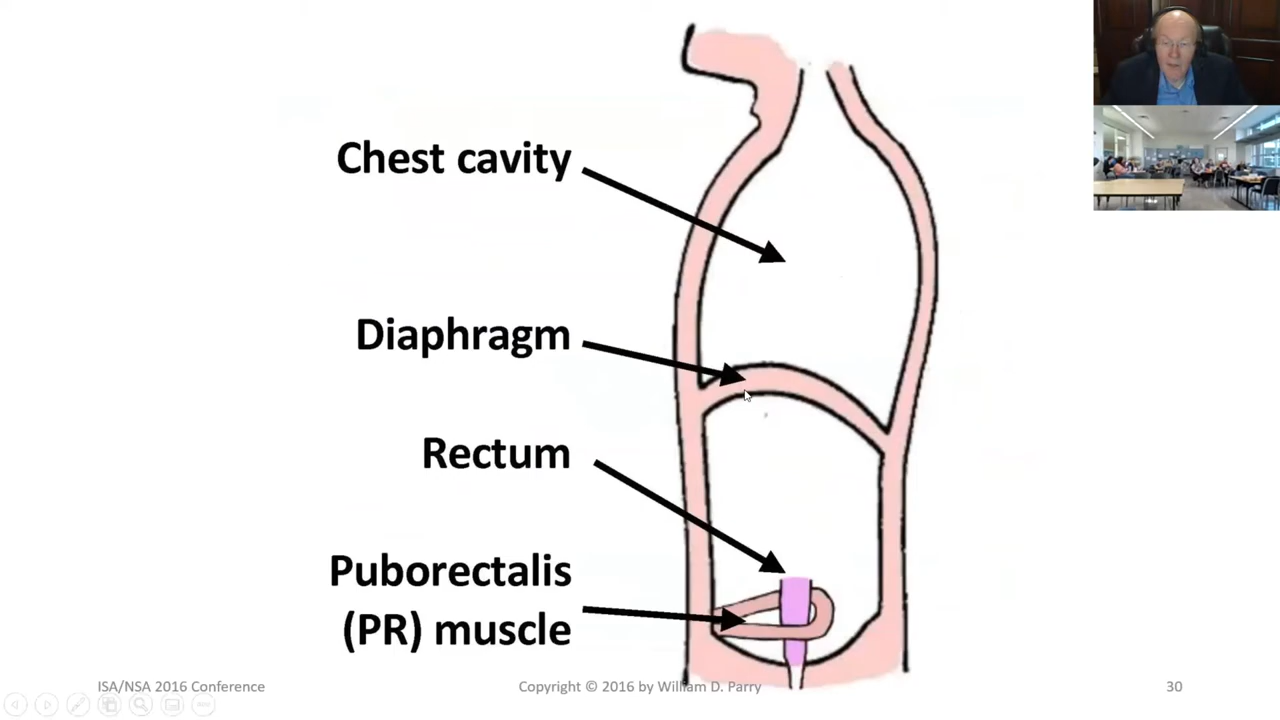 Chest cavity
Diaphragm
Rectum
Puborectalis
(PR) muscle
ISA/NSA 2016 Conference
Copyright © 2016 by William D. Parry
30